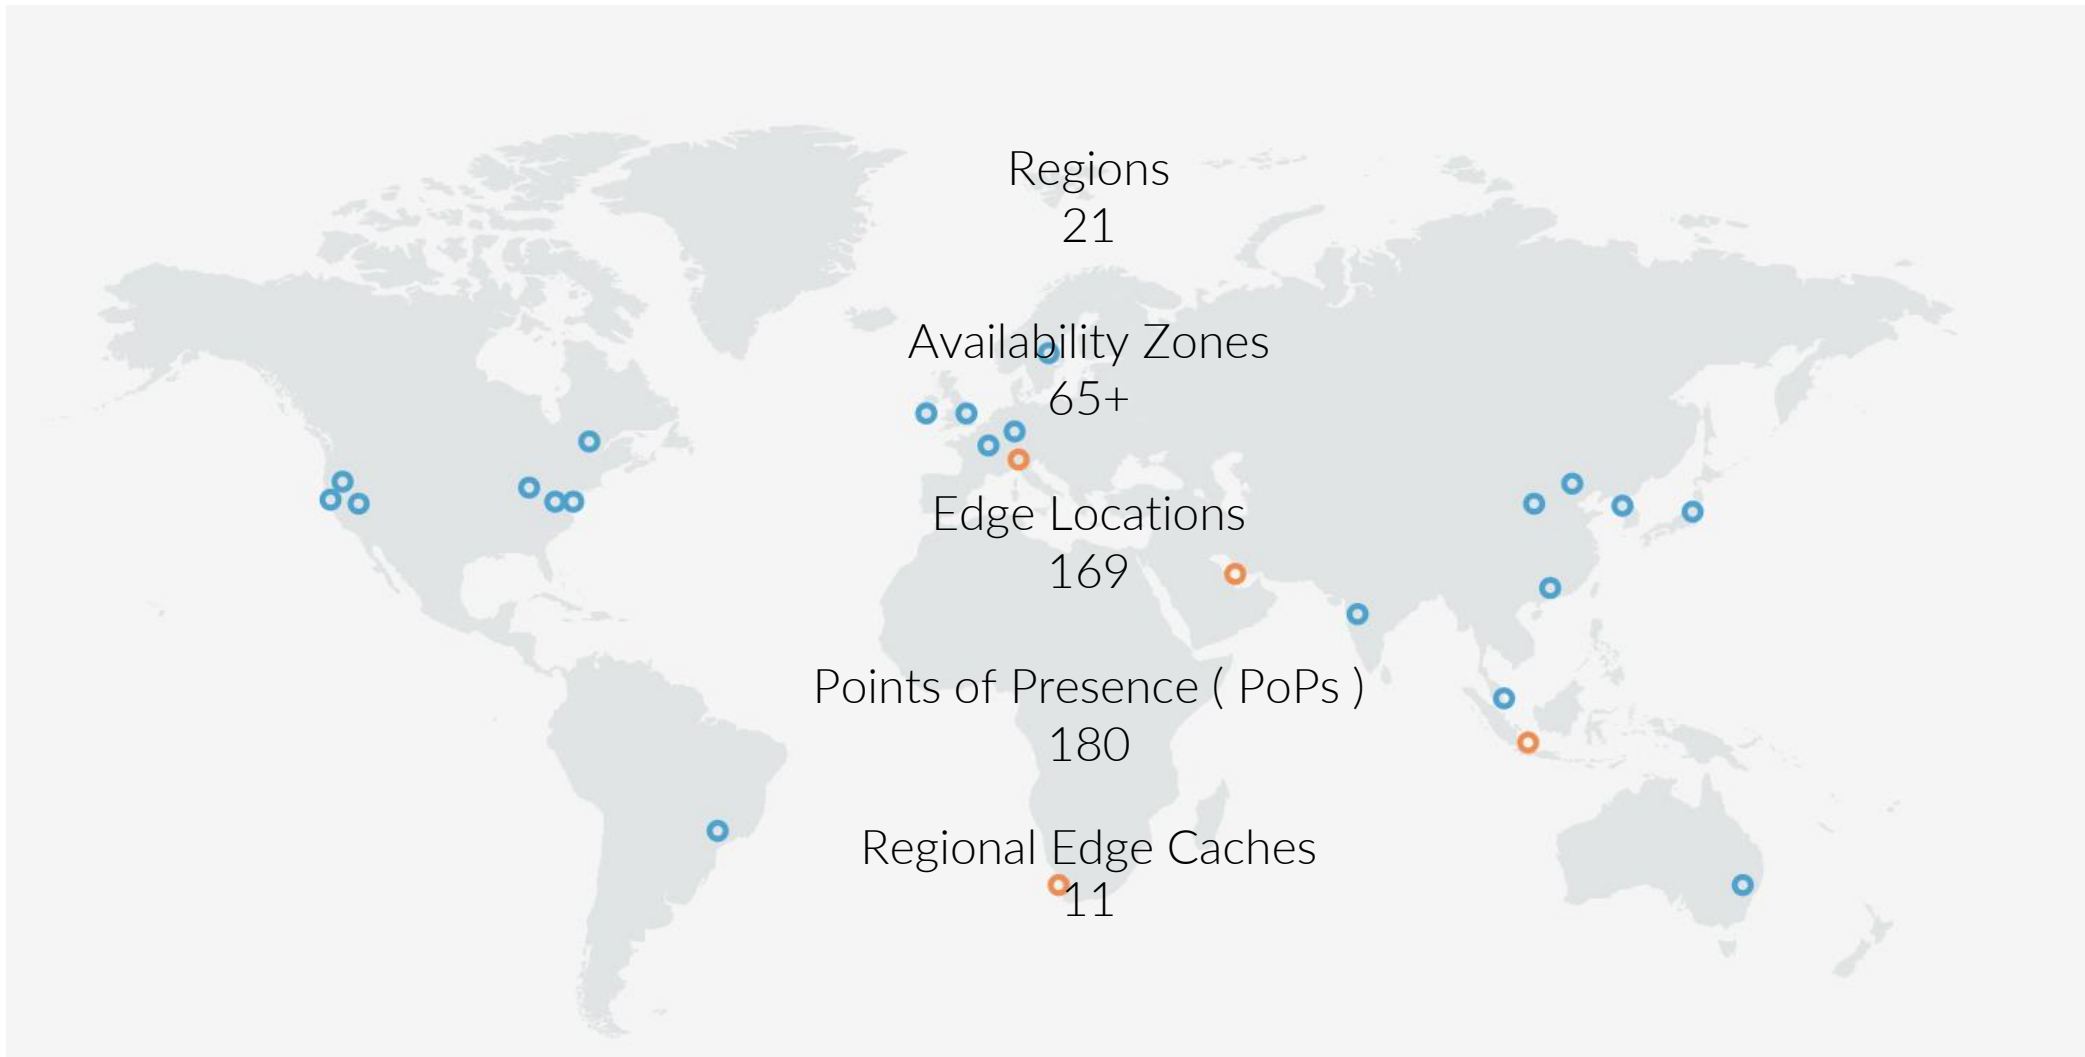 Regions
21
Availability Zones
65+
Edge Locations
169
Points of Presence ( PoPs )
180
Regional Edge Caches
11